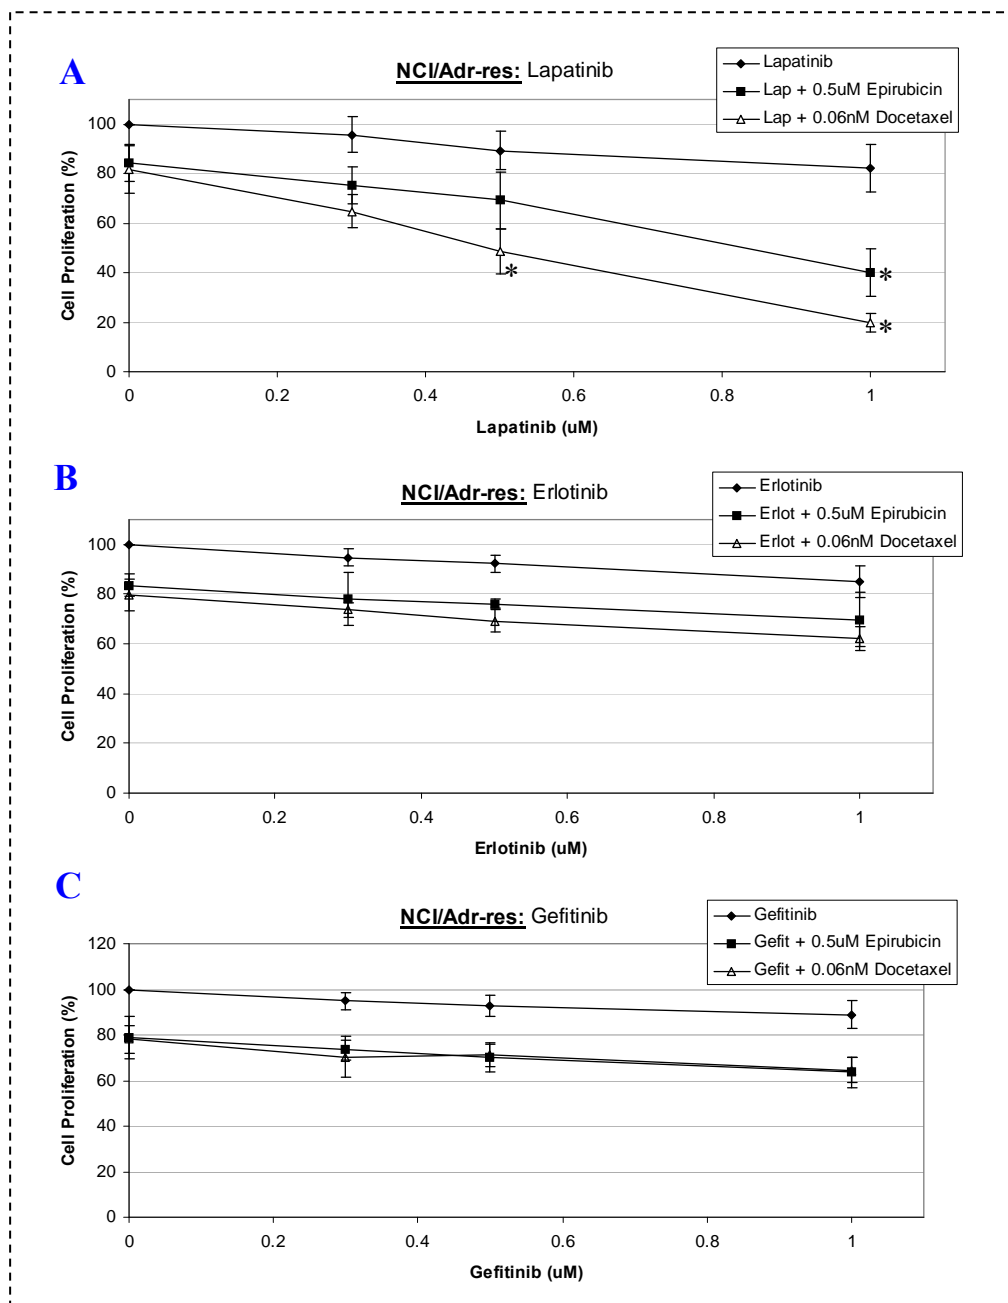 A
NCI/Adr-res: Lapatinib
Lapatinib
Lap + 0.5uM Epirubicin
Lap + 0.06nM Docetaxel
Cell Proliferation (%)
100
80
60
40
20
0
*
*
*
0 0.2 0.4 0.6 0.8 1
Lapatinib (uM)
B
NCI/Adr-res: Erlotinib
Erlotinib
Erlot + 0.5uM Epirubicin
Erlot + 0.06nM Docetaxel
Cell Proliferation (%)
100
80
60
40
20
0
0 0.2 0.4 0.6 0.8 1
Erlotinib (uM)
C
NCI/Adr-res: Gefitinib
Gefitinib
Gefit + 0.5uM Epirubicin
Gefit + 0.06nM Docetaxel
Cell Proliferation (%)
120
100
80
60
40
20
0
0 0.2 0.4 0.6 0.8 1
Gefitinib (uM)